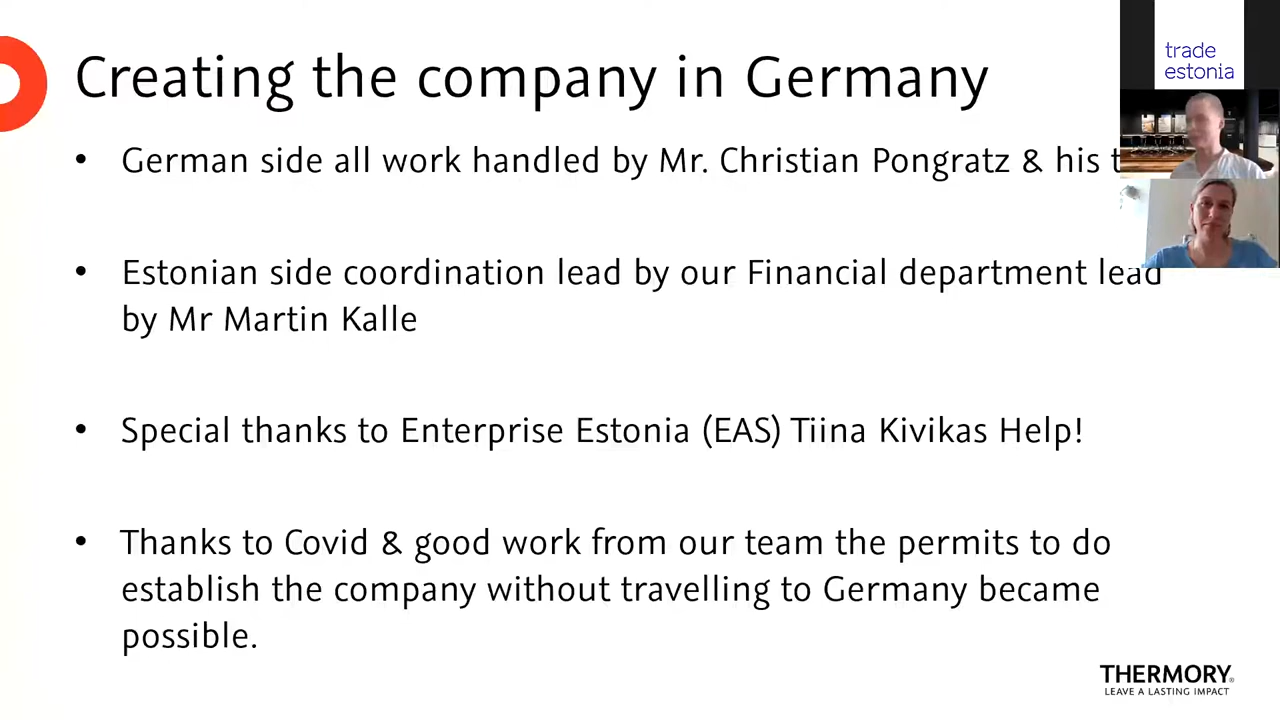 Creating the company in Germany
trade
estonia
• German side all work handled by Mr. Christian Pongratz & his
• Estonian side coordination lead by our Financial department lead
by Mr Martin Kalle
• Special thanks to Enterprise Estonia (EAS) Tiina Kivikas Help!
• Thanks to Covid & good work from our team the permits to do
establish the company without travelling to Germany became
possible.
THERMORY®
LEAVE A LASTING IMPACT